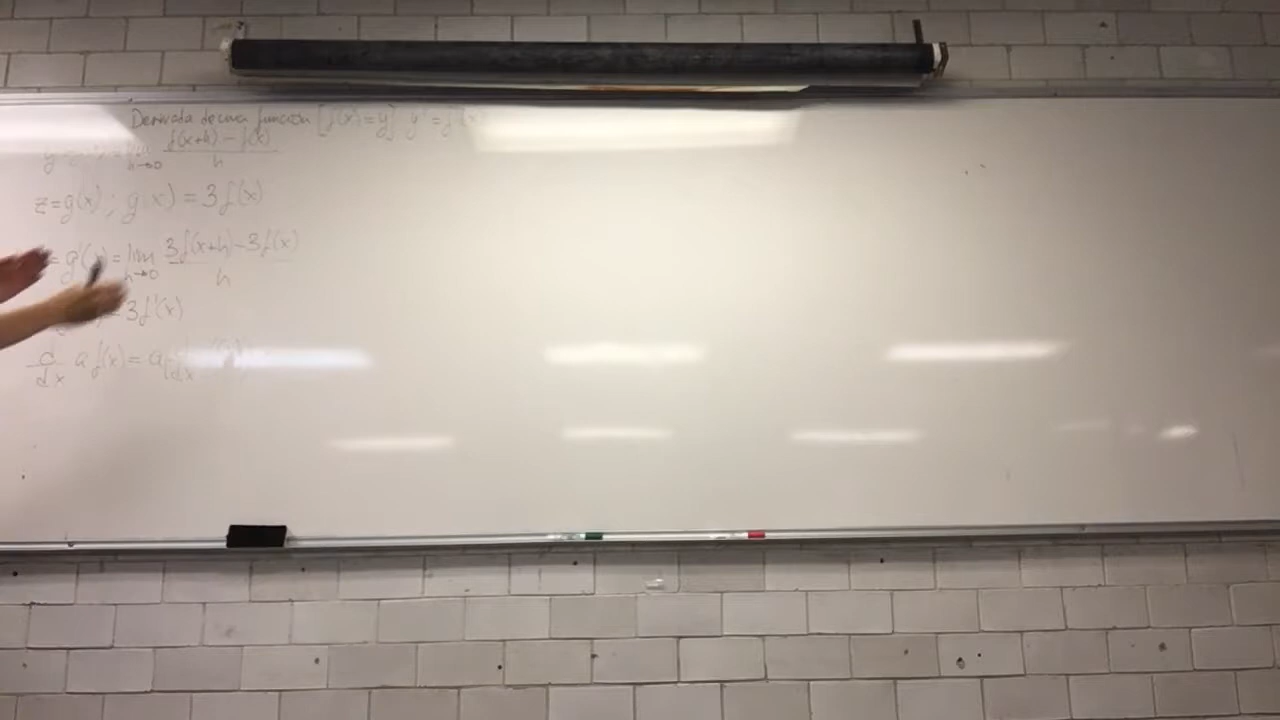 Derivada de una función [f(x)=y] y'=f'(x)
lim h→0 f(x+h)-f(x) / h
z=g(x); g(x)=3f(x)
= g'(x)=lim h→0 3f(x+h)-3f(x) / h
3f'(x)
d/dx a f(x)=a